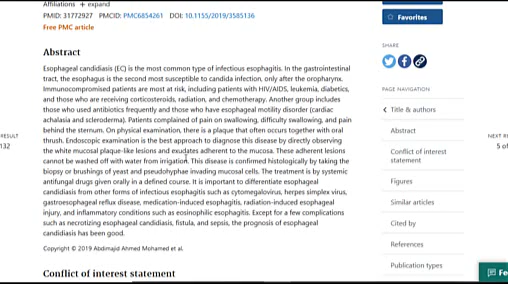 Affiliations + expand
PMID: 31772927 PMCID: PMC6854261 DOI: 10.1155/2019/3585136
Free PMC article
Abstract
Esophageal candidiasis (EC) is the most common type of infectious esophagitis. In the gastrointestinal
tract, the esophagus is the second most susceptible to candida infection, only after the oropharynx.
Immunocompromised patients are most at risk, including patients with HIV/AIDS, leukemia, diabetics,
and those who are receiving corticosteroids, radiation, and chemotherapy. Another group includes
those who used antibiotics frequently and those who have esophageal motility disorder (cardiac
achalasia and scleroderma). Patients complained of pain on swallowing, difficulty swallowing, and pain
behind the sternum. On physical examination, there is a plaque that often occurs together with oral
thrush. Endoscopic examination is the best approach to diagnose this disease by directly observing
the white mucosal plaque-like lesions and exudates adherent to the mucosa. These adherent lesions
cannot be washed off with water from irrigation. This disease is confirmed histologically by taking the
biopsy or brushings of yeast and pseudohyphae invading mucosal cells. The treatment is by systemic
antifungal drugs given orally in a defined course. It is important to differentiate esophageal
candidiasis from other forms of infectious esophagitis such as cytomegalovirus, herpes simplex virus,
gastroesophageal reflux disease, medication-induced esophagitis, radiation-induced esophageal
injury, and inflammatory conditions such as eosinophilic esophagitis. Except for a few complications
such as necrotizing esophageal candidiasis, fistula, and sepsis, the prognosis of esophageal
candidiasis has been good.
Copyright © 2019 Abdimajid Ahmed Mohamed et al.
Conflict of interest statement
RESULT
132
Favorites
SHARE
PAGE NAVIGATION
Title & authors
Abstract
Conflict of interest
statement
Figures
Similar articles
Cited by
References
Publication types
NEXT R
5 of
Fe